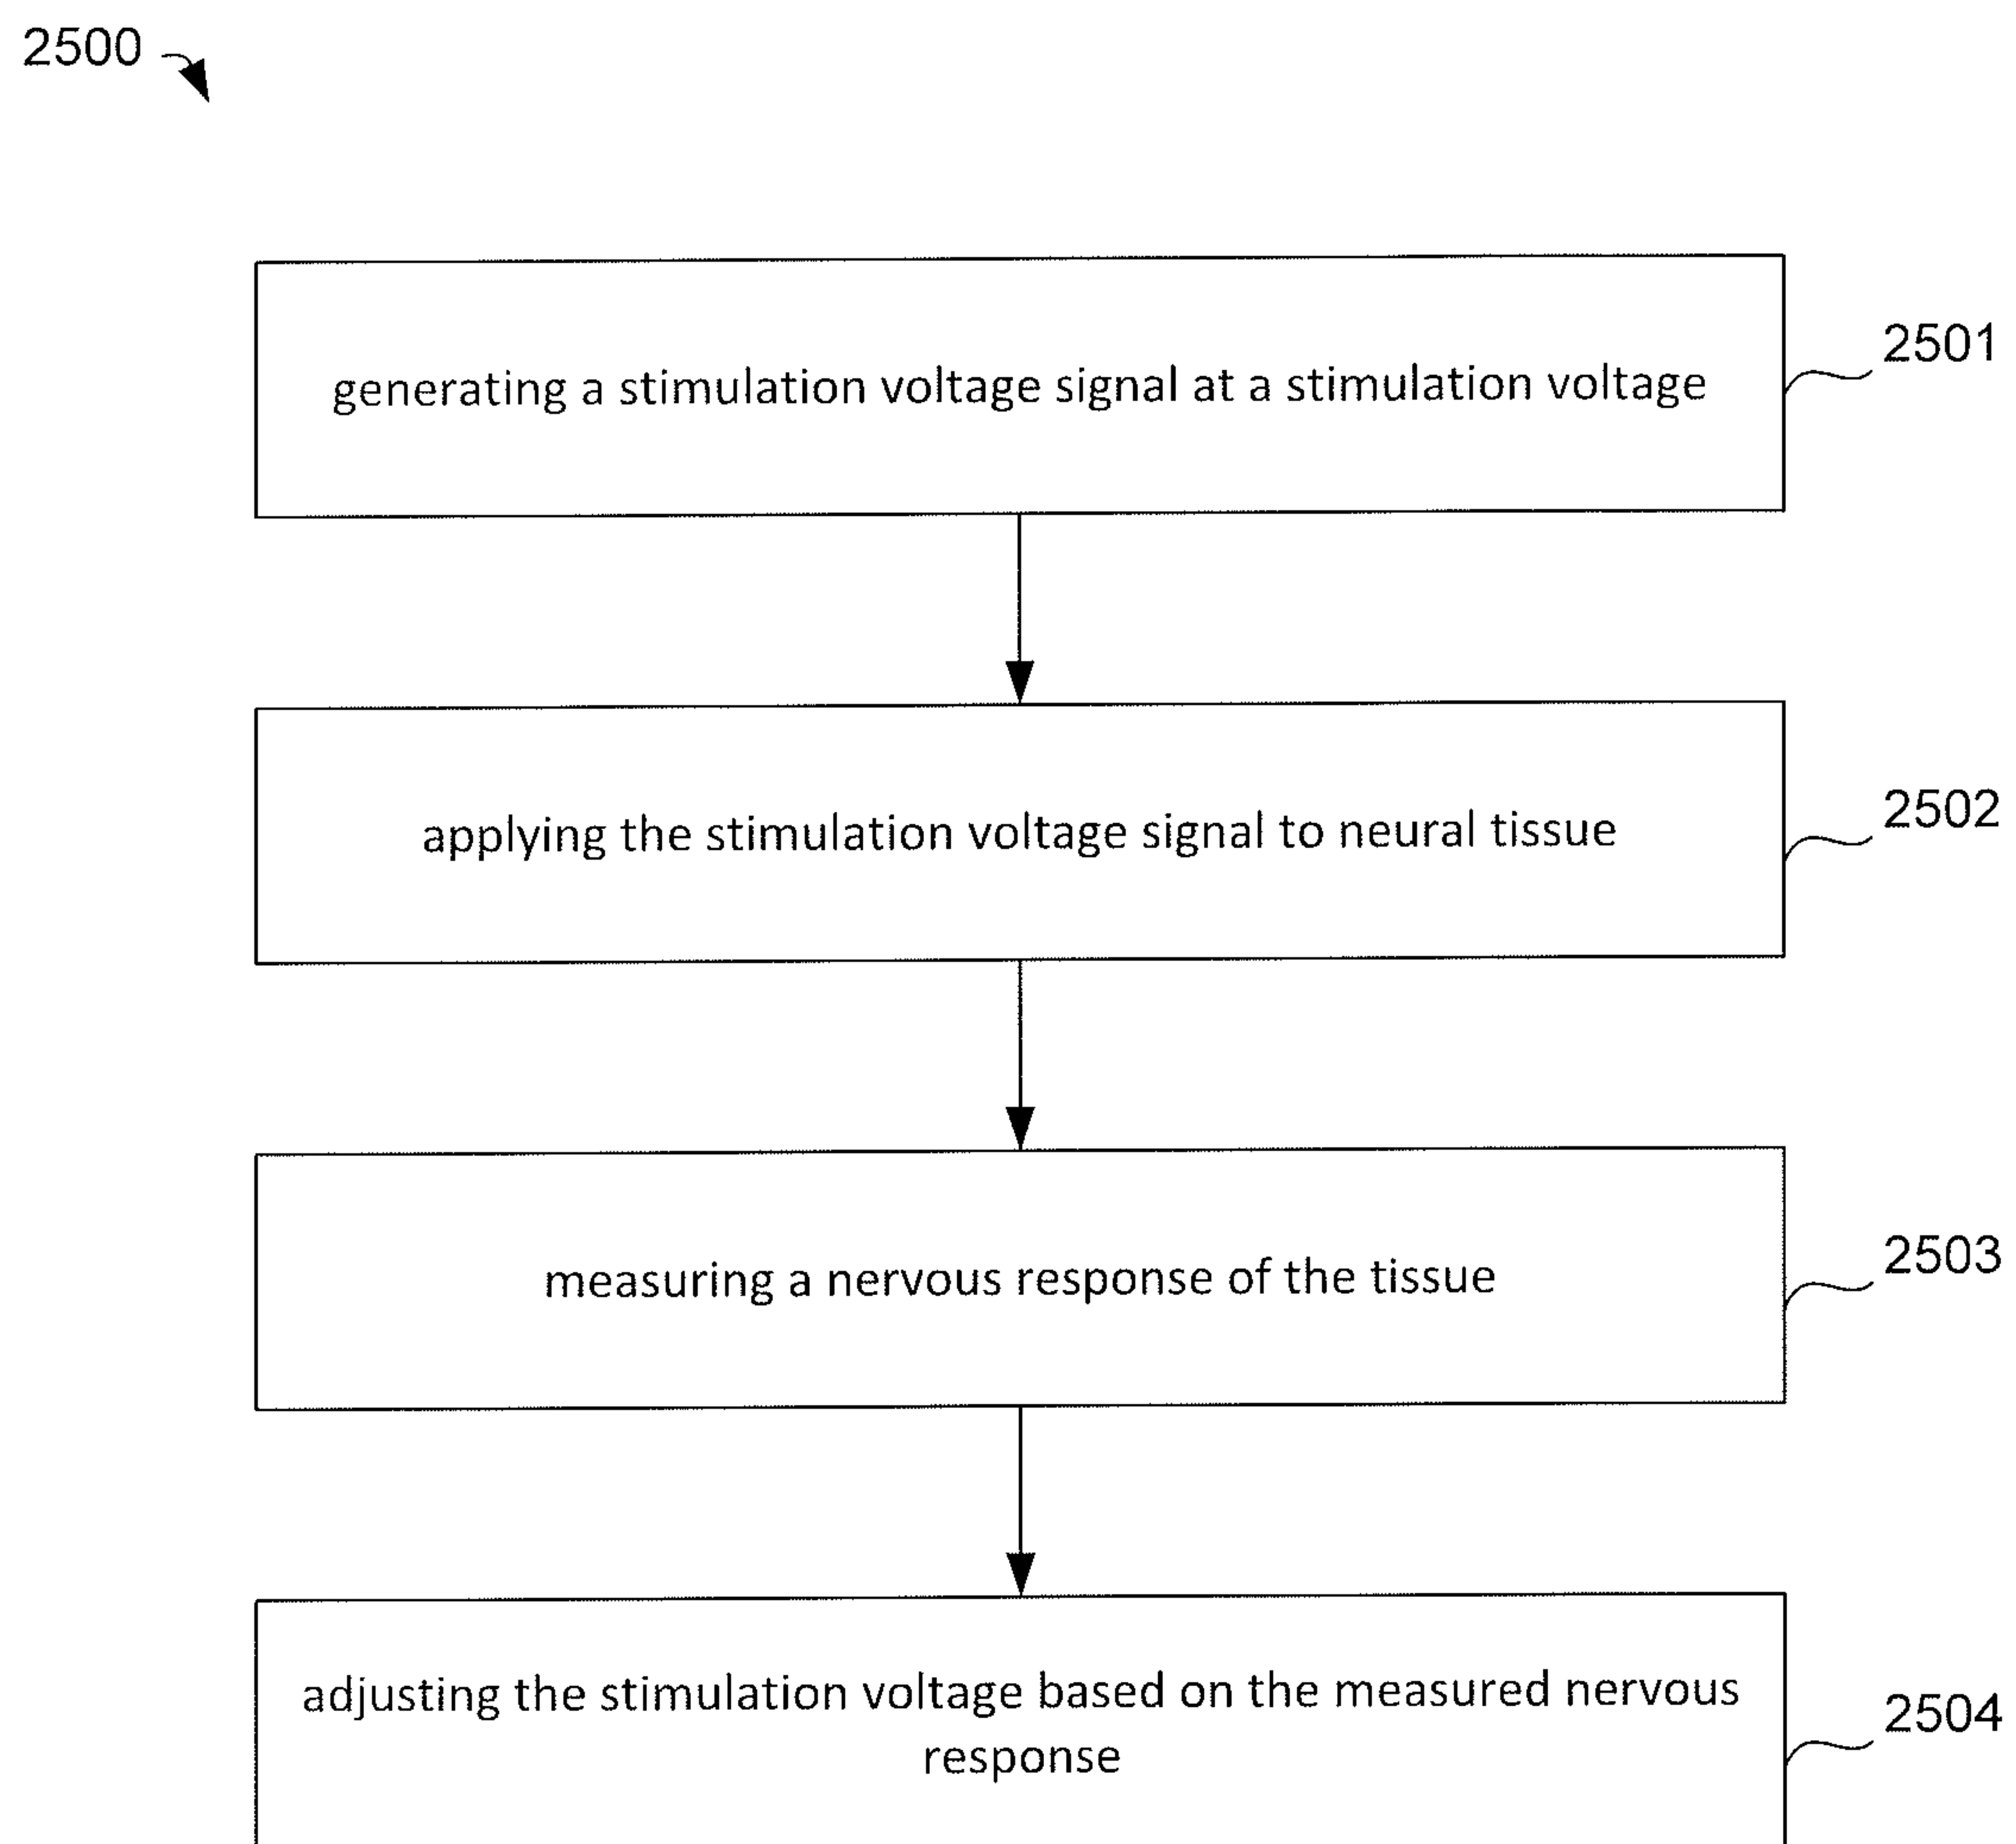 2500
generating a stimulation voltage signal at a stimulation voltage
2501
applying the stimulation voltage signal to neural tissue
2502
measuring a nervous response of the tissue
2503
adjusting the stimulation voltage based on the measured nervous
response
2504